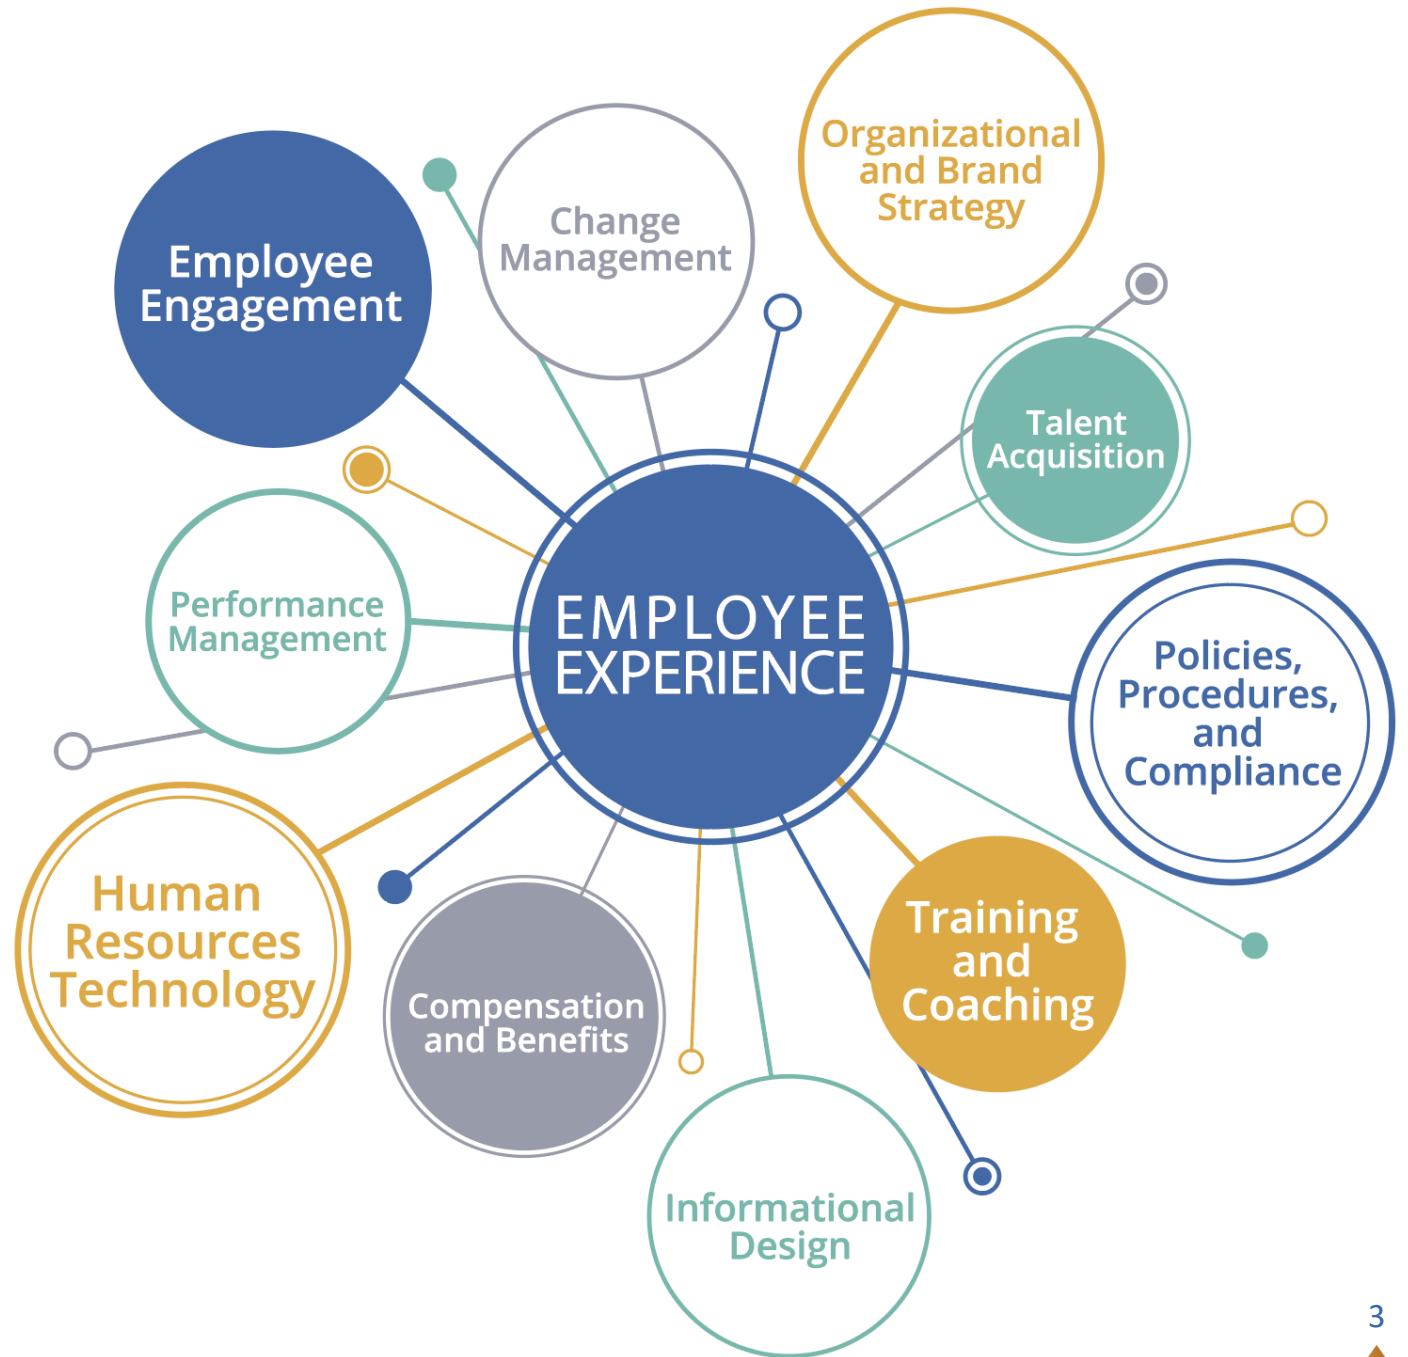 Organizational
and Brand
Strategy
Change
Management
Employee
Engagement
Talent
Acquisition
Performance
Management
EMPLOYEE
EXPERIENCE
Policies,
Procedures,
and
Compliance
Human
Resources
Technology
Training
and
Coaching
Compensation
and Benefits
Informational
Design
3